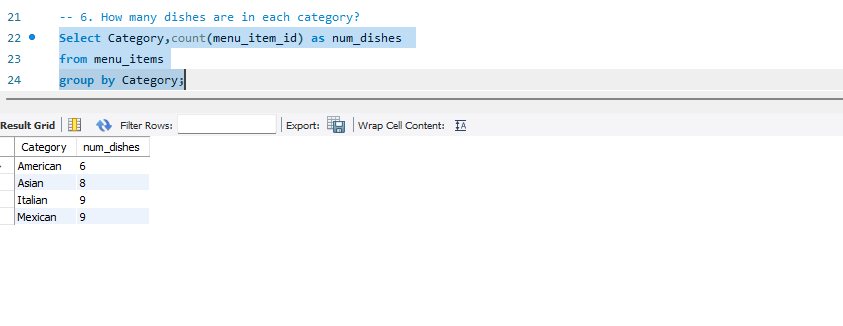 21 -- 6. How many dishes are in each category?
22 Select Category,count(menu_item_id) as num_dishes
23 from menu_items
24 group by Category;
Result Grid Filter Rows: Export: Wrap Cell Content: IA
Category num_dishes
American 6
Asian 8
Italian 9
Mexican 9